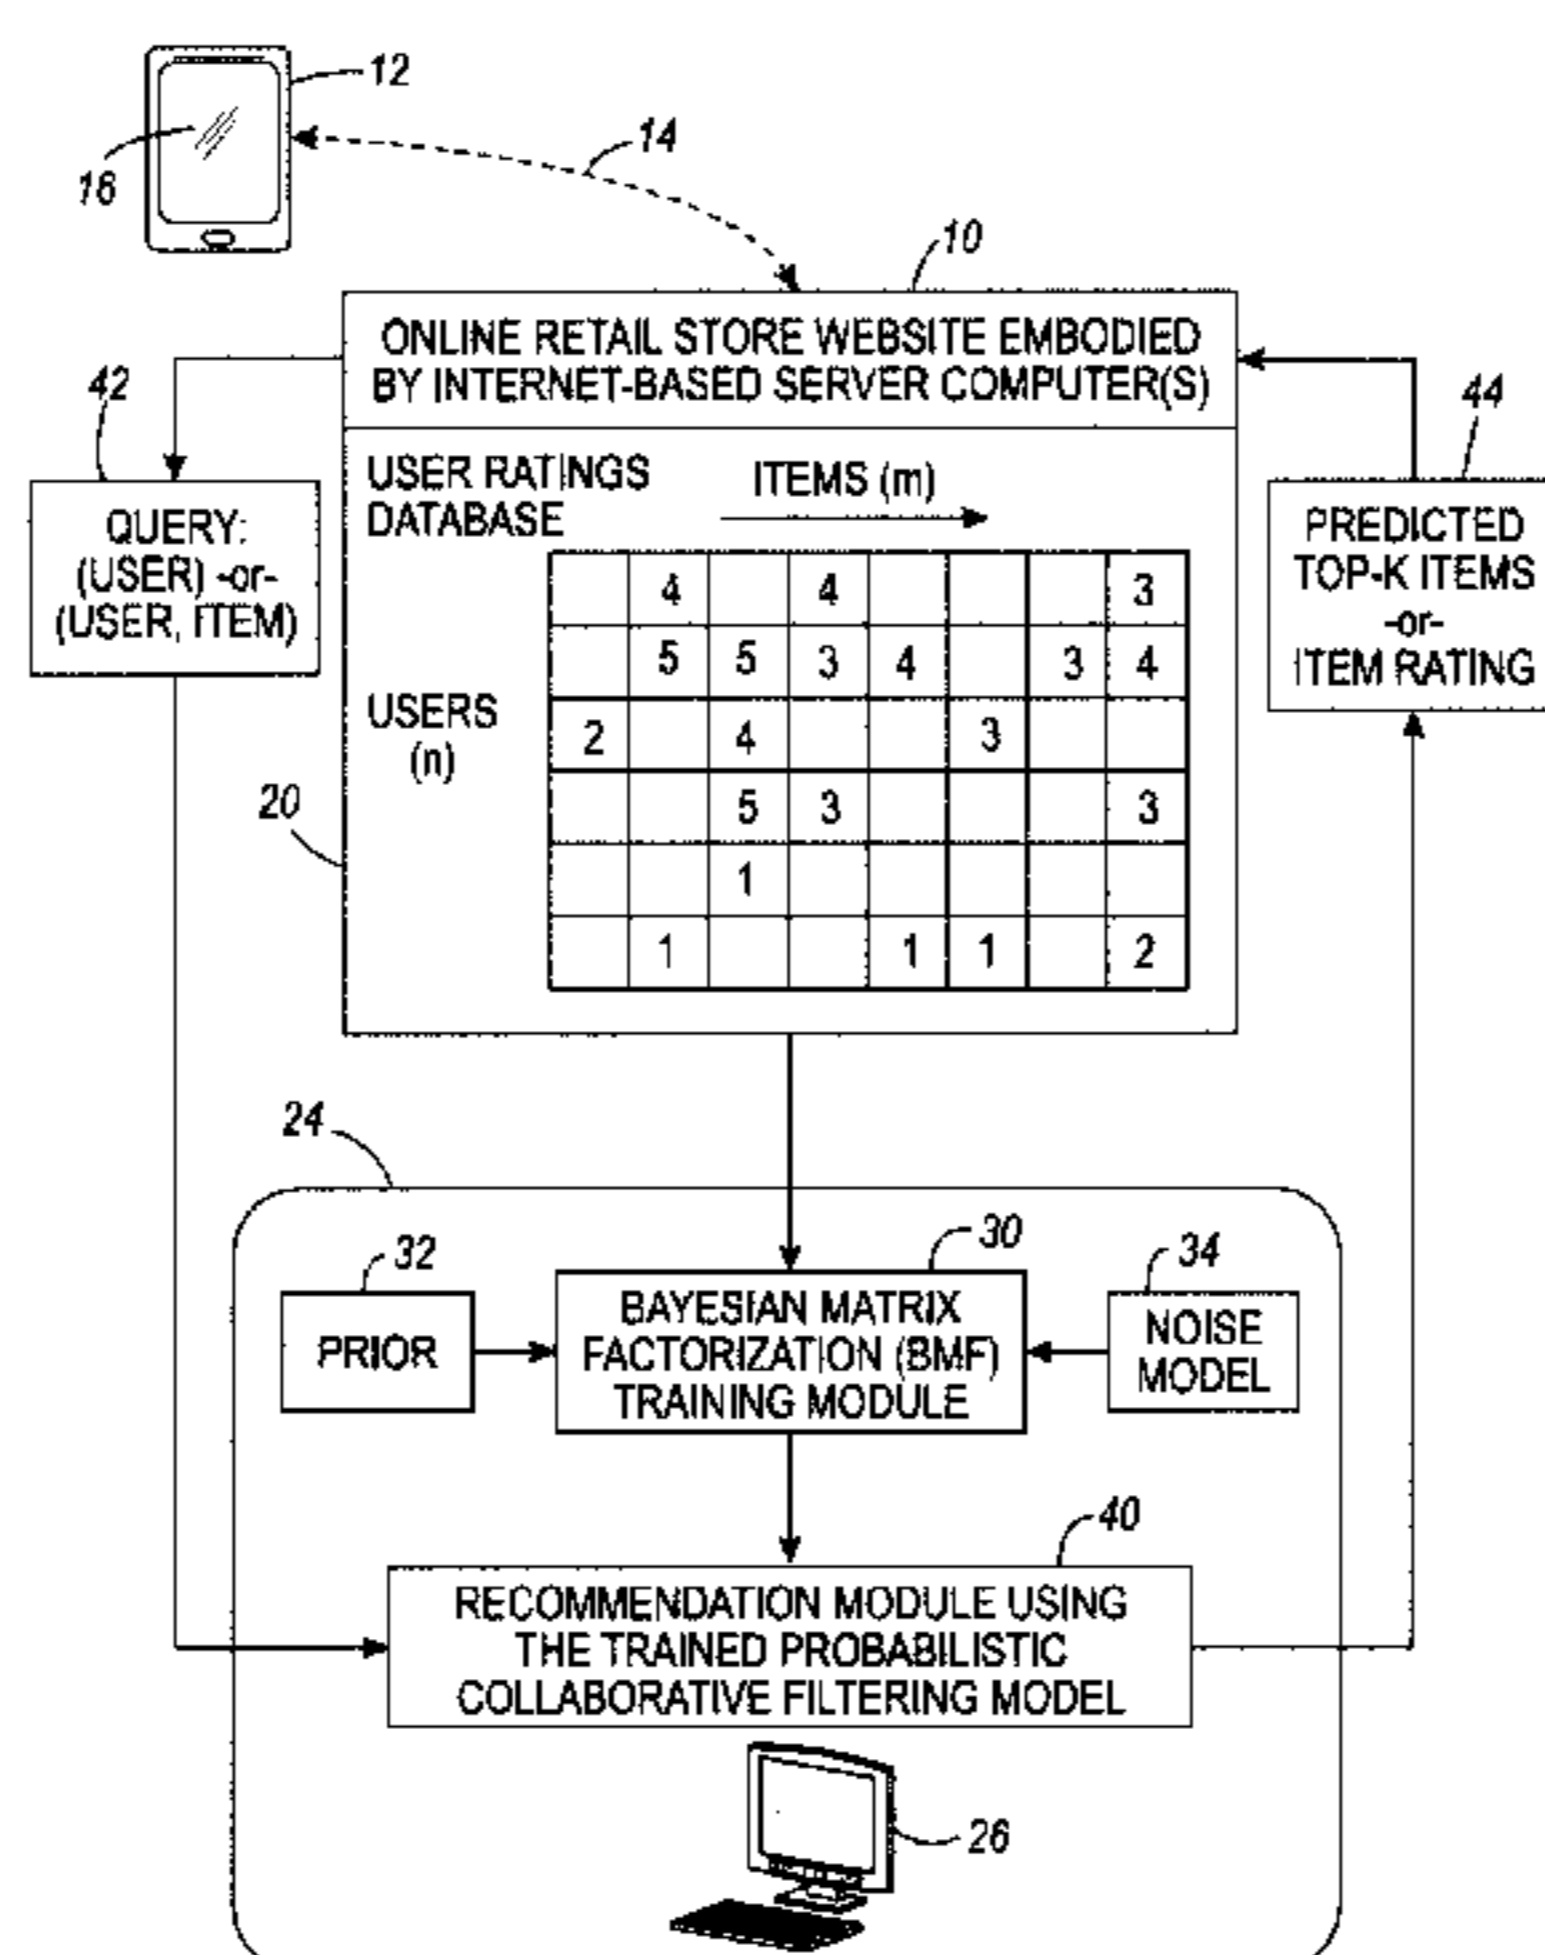 12
14
16
10
ONLINE RETAIL STORE WEBSITE EMBODIED
BY INTERNET-BASED SERVER COMPUTER(S)
42
QUERY:
(USER) -or-
(USER, ITEM)
44
PREDICTED
TOP-K ITEMS
-or-
ITEM RATING
USER RATINGS
DATABASE
ITEMS (m)
USERS
(n)
20
4 4 3
5 5 3 4 3 4
2 4 3
5 3 3
1
1 1 1 2
24
32
PRIOR
30
BAYESIAN MATRIX
FACTORIZATION (BMF)
TRAINING MODULE
34
NOISE
MODEL
40
RECOMMENDATION MODULE USING
THE TRAINED PROBABILISTIC
COLLABORATIVE FILTERING MODEL
26